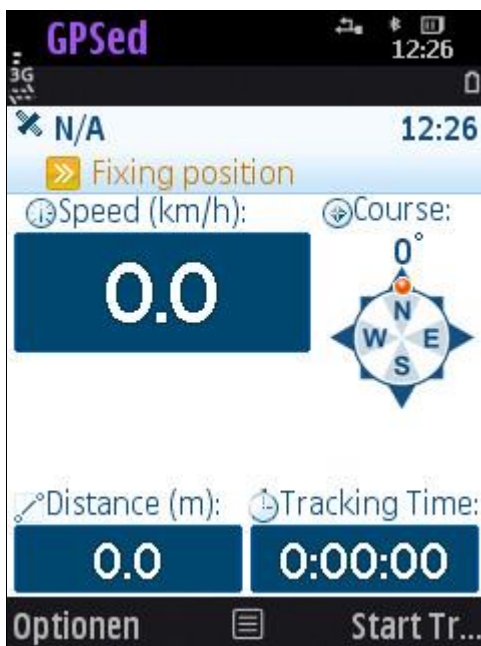 GPSed
12:26
3G
N/A 12:26
Fixing position
Speed (km/h): Course:
0.0 0°
N
W E
S
Distance (m): Tracking Time:
0.0 0:00:00
Optionen Start Tr...